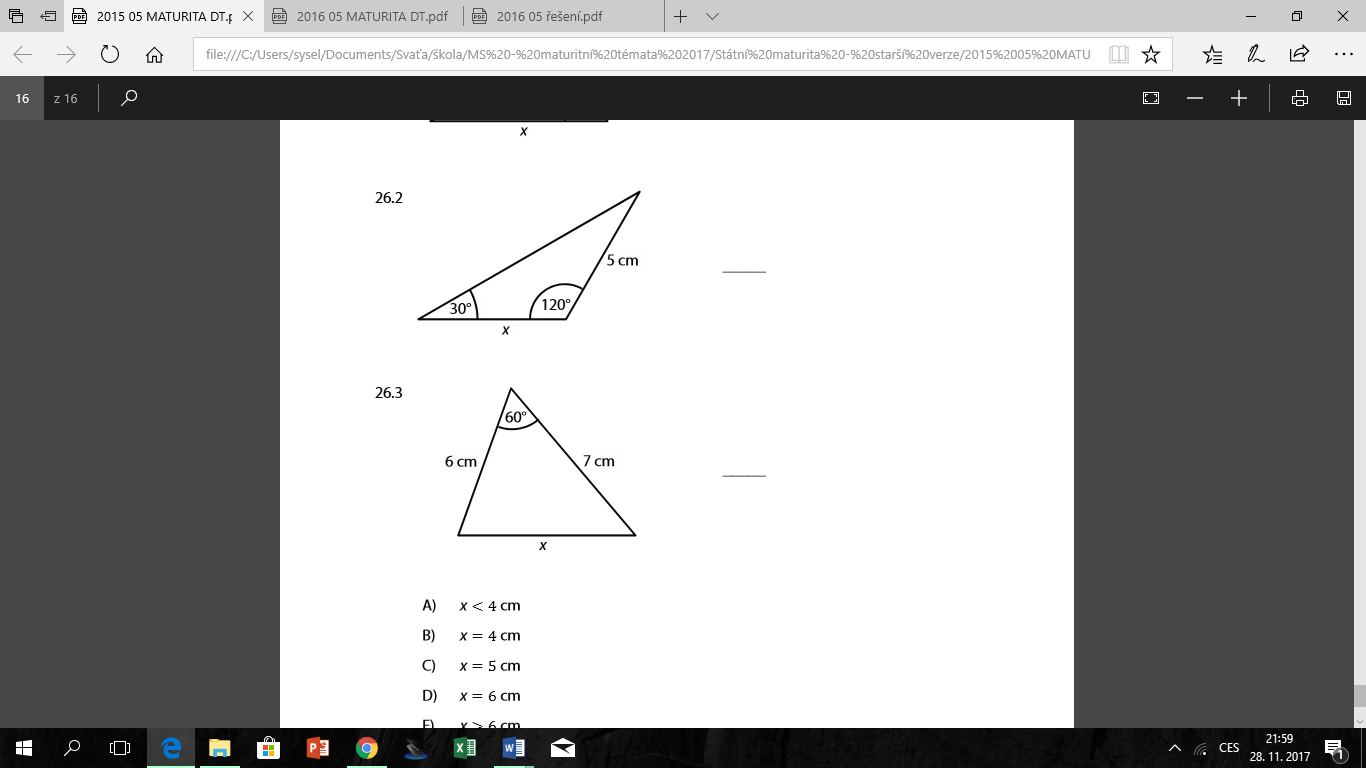 2015 05 MATURITA DT.p
2016 05 MATURITA DT.pdf
2016 05 řešení.pdf
file:///C:/Users/sysel/Documents/Svaťa/škola/MS%20-%20maturitní%20témata%202017/Státní%20maturita%20-%20starší%20verze/2015%2005%20MATU
16 z 16
x
26.2
5 cm
30°
120°
x
26.3
60°
6 cm
7 cm
x
A) x < 4 cm
B) x = 4 cm
C) x = 5 cm
D) x = 6 cm
E) x > 6 cm
CES
21:59
28. 11. 2017
1